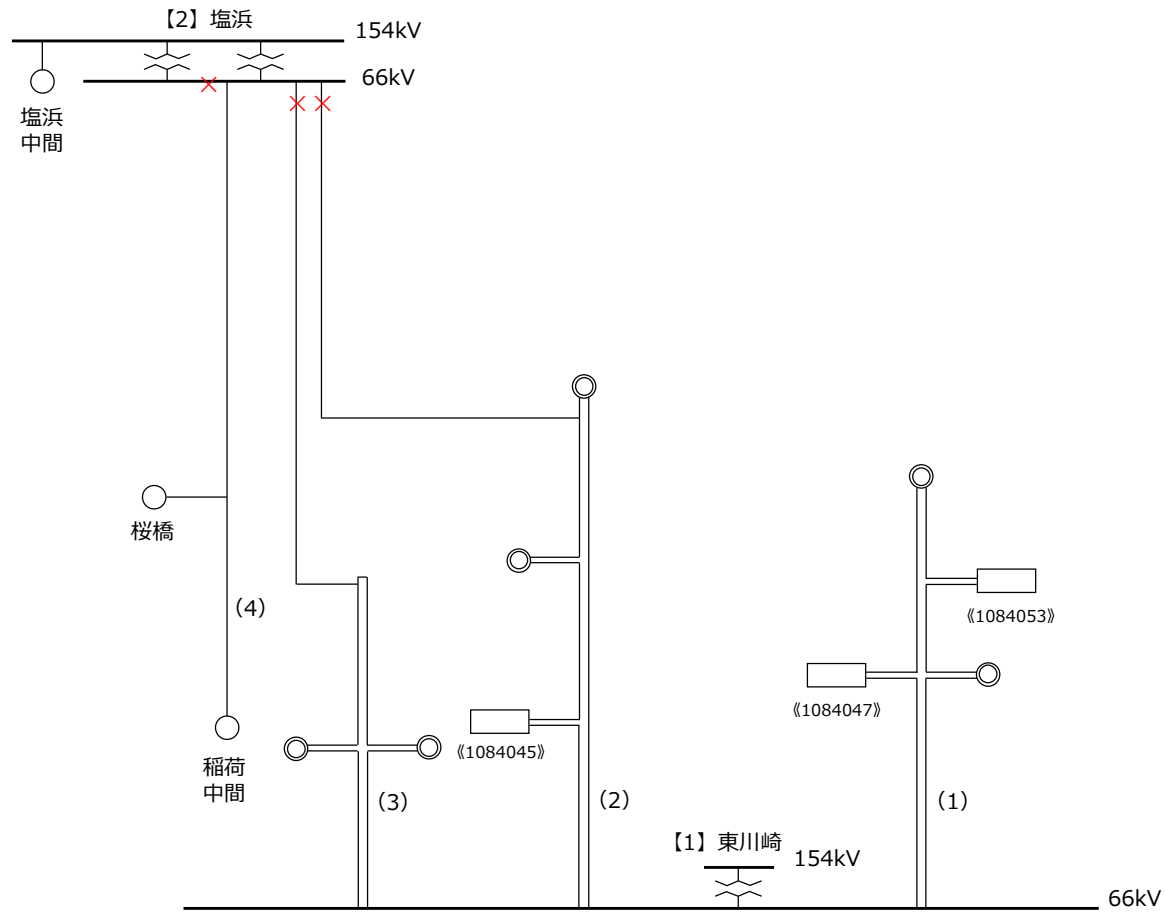 【2】塩浜
154kV
66kV
塩浜
中間
桜橋
(4)
《1084053》
《1084047》
稲荷
中間
《1084045》
(3)
(2)
(1)
【1】東川崎
154kV
66kV